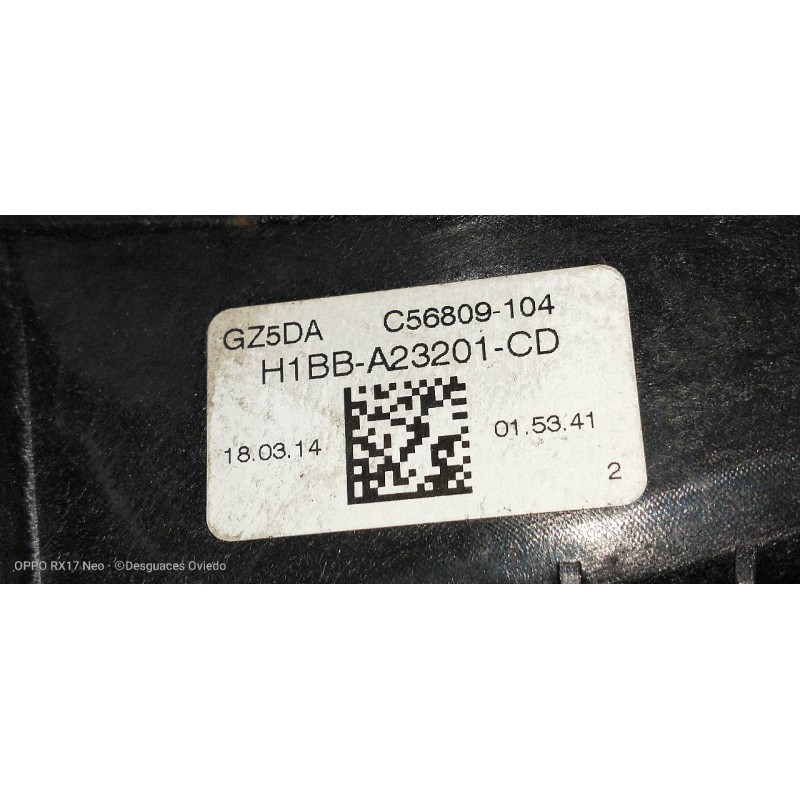 GZ5DA C56809-104
H1BB-A23201-CD
18.03.14 01.53.41
2
OPPO RX17 Neo · ©Desguaces Oviedo